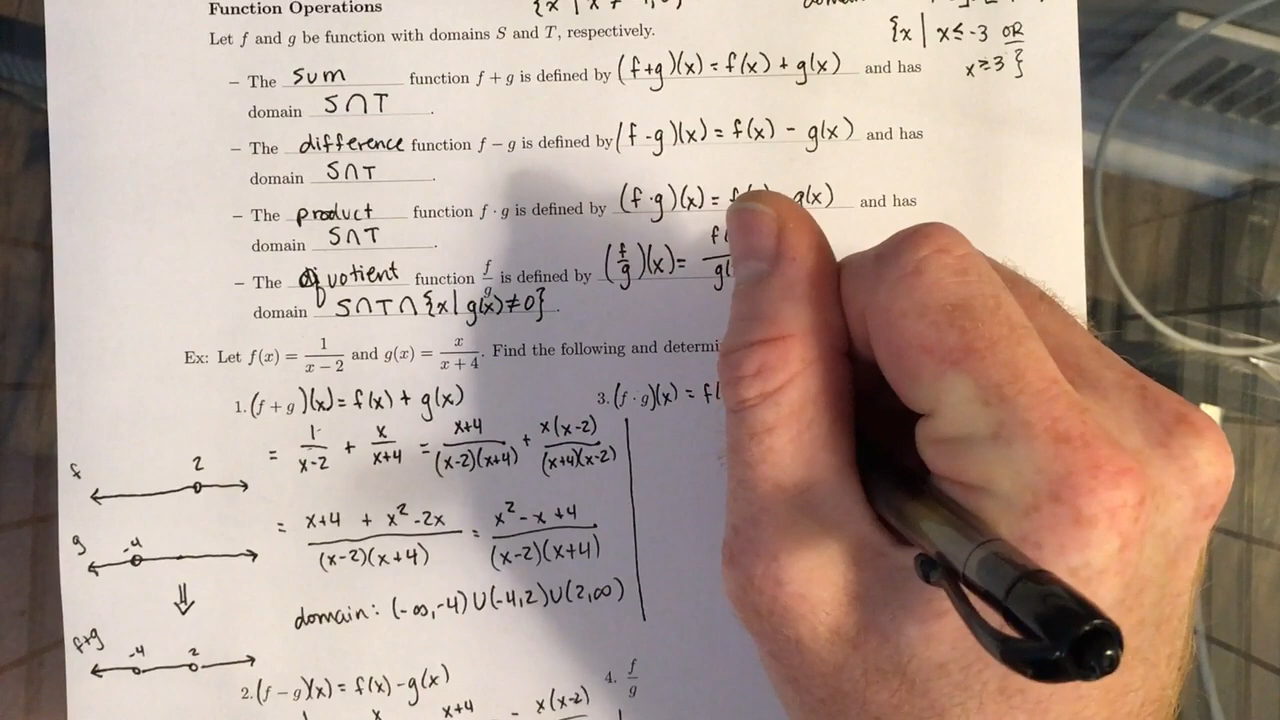 Function Operations
Let f and g be function with domains S and T, respectively.
{x | x ≤ -3 OR
x ≥ 3}
– The sum function f + g is defined by (f+g)(x) = f(x) + g(x) and has
domain S∩T.
– The difference function f − g is defined by (f-g)(x) = f(x) - g(x) and has
domain S∩T.
– The product function f · g is defined by (f·g)(x) = g(x) and has
domain S∩T.
– The quotient function f/g is defined by (f/g)(x) =
domain S∩T∩{x | g(x) ≠ 0}.
Ex: Let f(x) = 1/(x − 2) and g(x) = x/(x + 4). Find the following and
1. (f + g)(x) = f(x) + g(x)
= 1/(x-2) + x/(x+4) = (x+4)/((x-2)(x+4)) + x(x-2)/((x+4)(x-2))
= (x+4 + x²-2x)/((x-2)(x+4)) = (x²-x+4)/((x-2)(x+4))
domain: (-∞,-4)∪(-4,2)∪(2,∞)
f 2
g -4
⇓
f+g -4 2
2. (f − g)(x) = f(x) - g(x)
x x+4 - x(x-2)
3. (f · g)(x) =
4. f/g